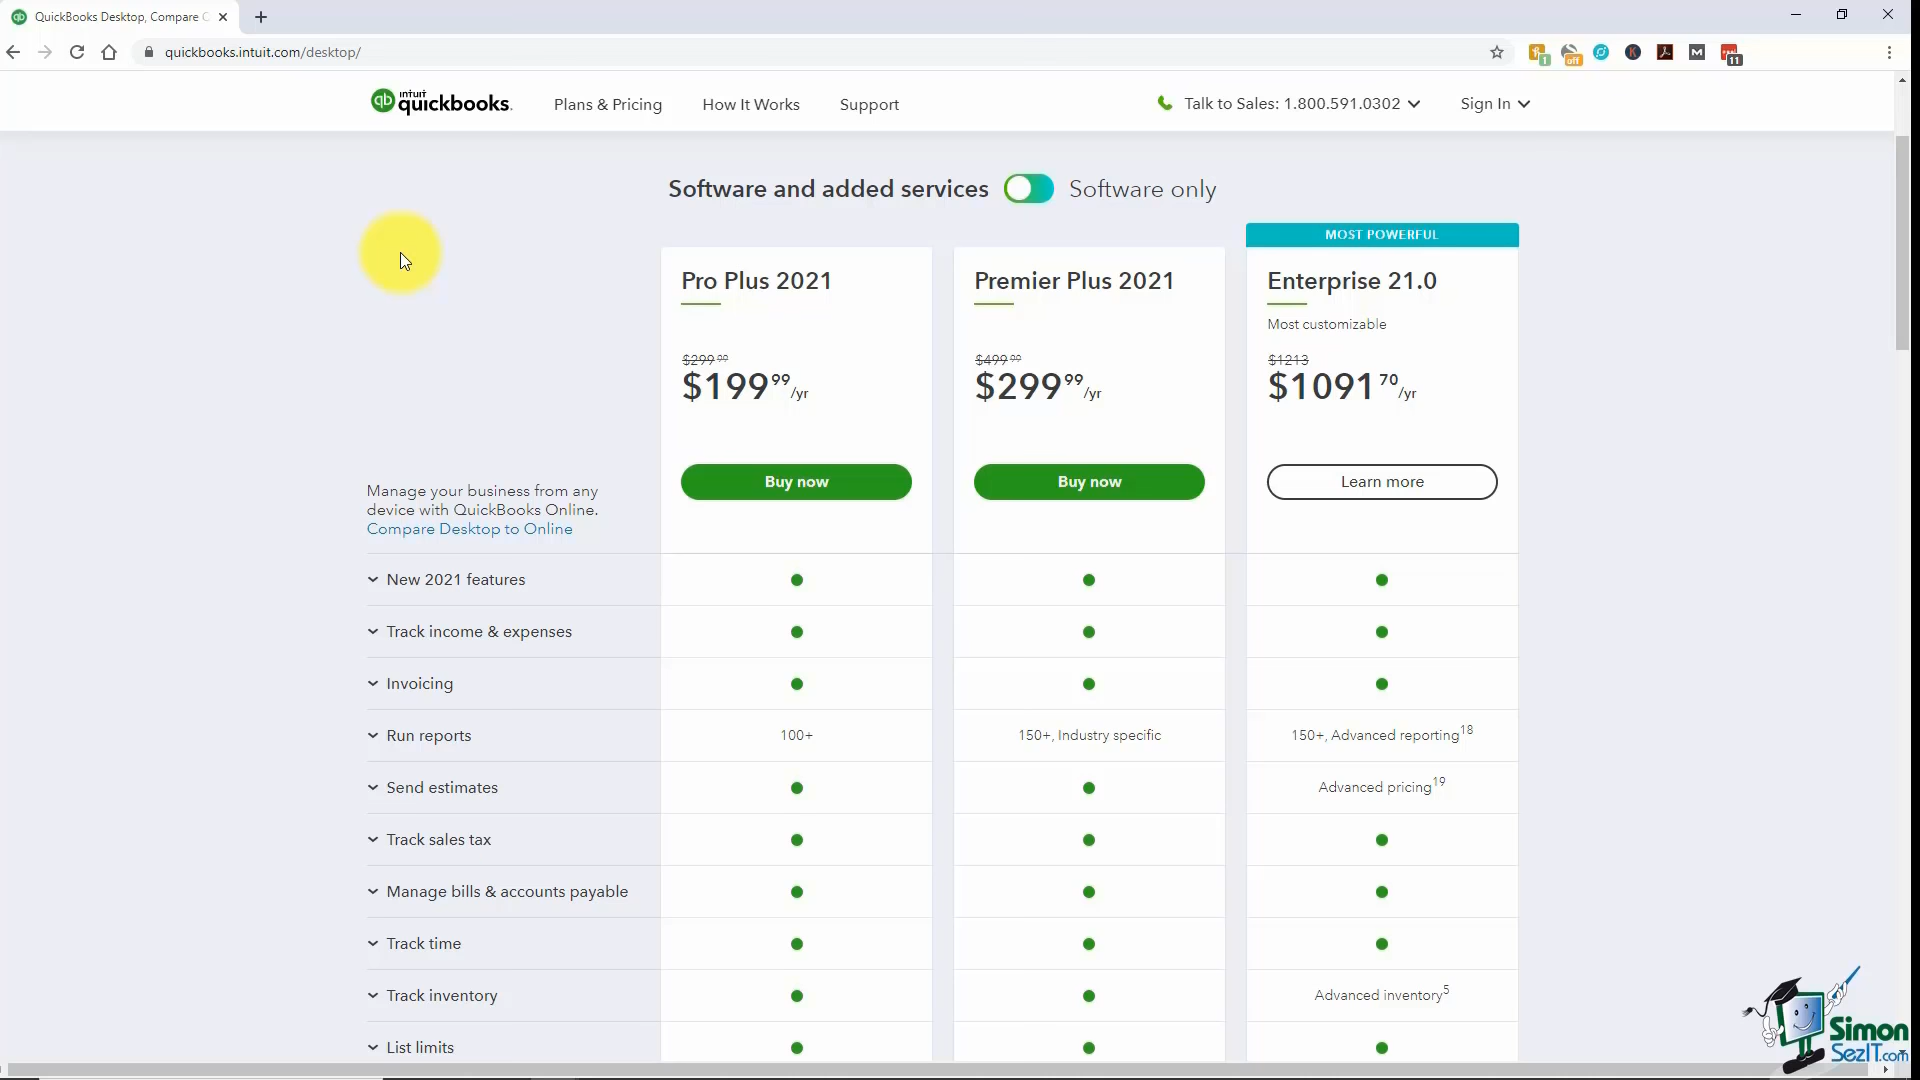 QuickBooks Desktop, Compare C
quickbooks.intuit.com/desktop/
1
off
K
M
11
qb intuit quickbooks.
Plans & Pricing
How It Works
Support
Talk to Sales: 1.800.591.0302
Sign In
Software and added services
Software only
MOST POWERFUL
Pro Plus 2021
Premier Plus 2021
Enterprise 21.0
Most customizable
$299 99
$499 99
$1213
$199 99 /yr
$299 99 /yr
$1091 70 /yr
Buy now
Buy now
Learn more
Manage your business from any
device with QuickBooks Online.
Compare Desktop to Online
New 2021 features
Track income & expenses
Invoicing
Run reports
100+
150+, Industry specific
150+, Advanced reporting18
Send estimates
Advanced pricing19
Track sales tax
Manage bills & accounts payable
Track time
Track inventory
Advanced inventory5
List limits
Simon
SezIT.com